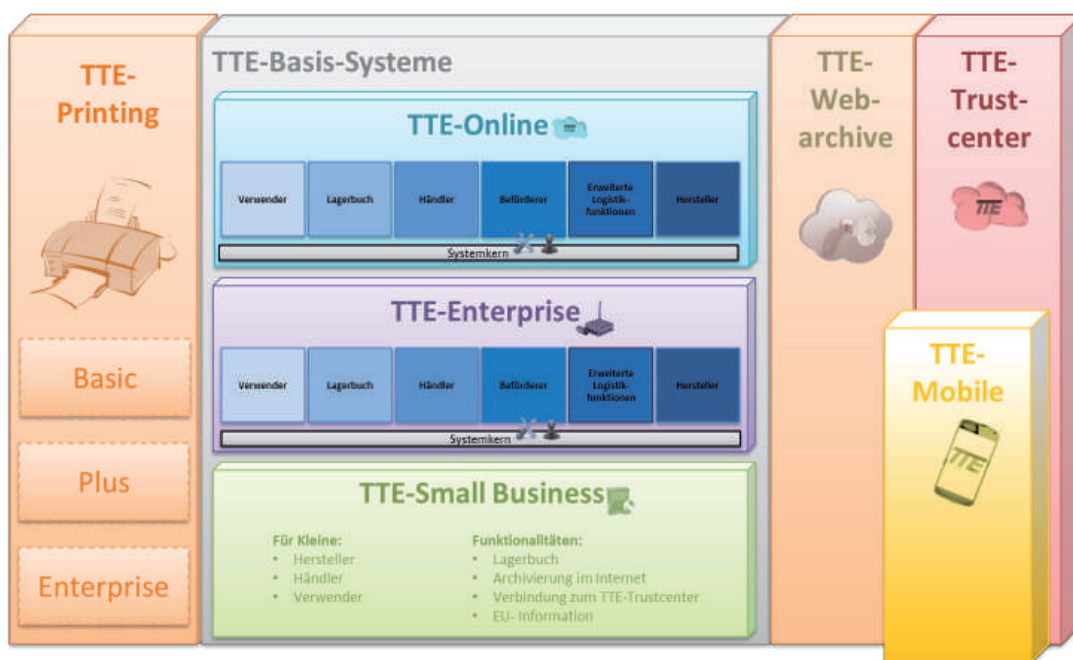 TTE-
Printing
Basic
Plus
Enterprise
TTE-Basis-Systeme
TTE-Online
TTE
Verwender
Lagerbuch
Händler
Beförderer
Erweiterte
Logistik-
funktionen
Hersteller
Systemkern
TTE-Enterprise
Verwender
Lagerbuch
Händler
Beförderer
Erweiterte
Logistik-
funktionen
Hersteller
Systemkern
TTE-Small Business
Für Kleine:
• Hersteller
• Händler
• Verwender
Funktionalitäten:
• Lagerbuch
• Archivierung im Internet
• Verbindung zum TTE-Trustcenter
• EU- Information
TTE-
Web-
archive
TTE-
Trust-
center
TTE
TTE-
Mobile
TTE